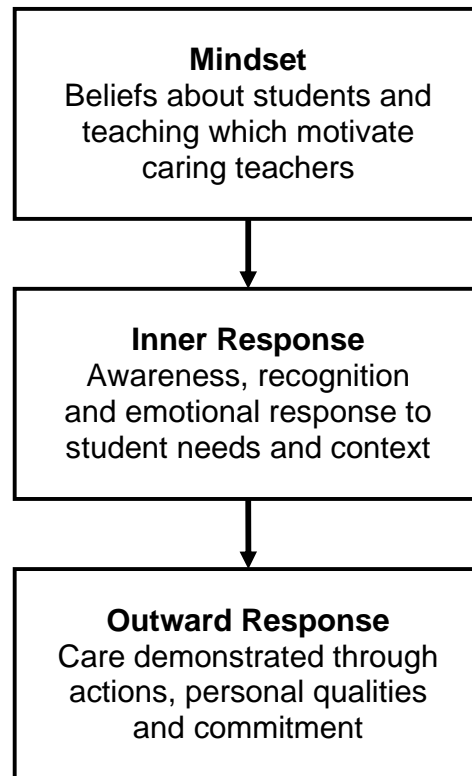 Mindset
Beliefs about students and
teaching which motivate
caring teachers
Inner Response
Awareness, recognition
and emotional response to
student needs and context
Outward Response
Care demonstrated through
actions, personal qualities
and commitment